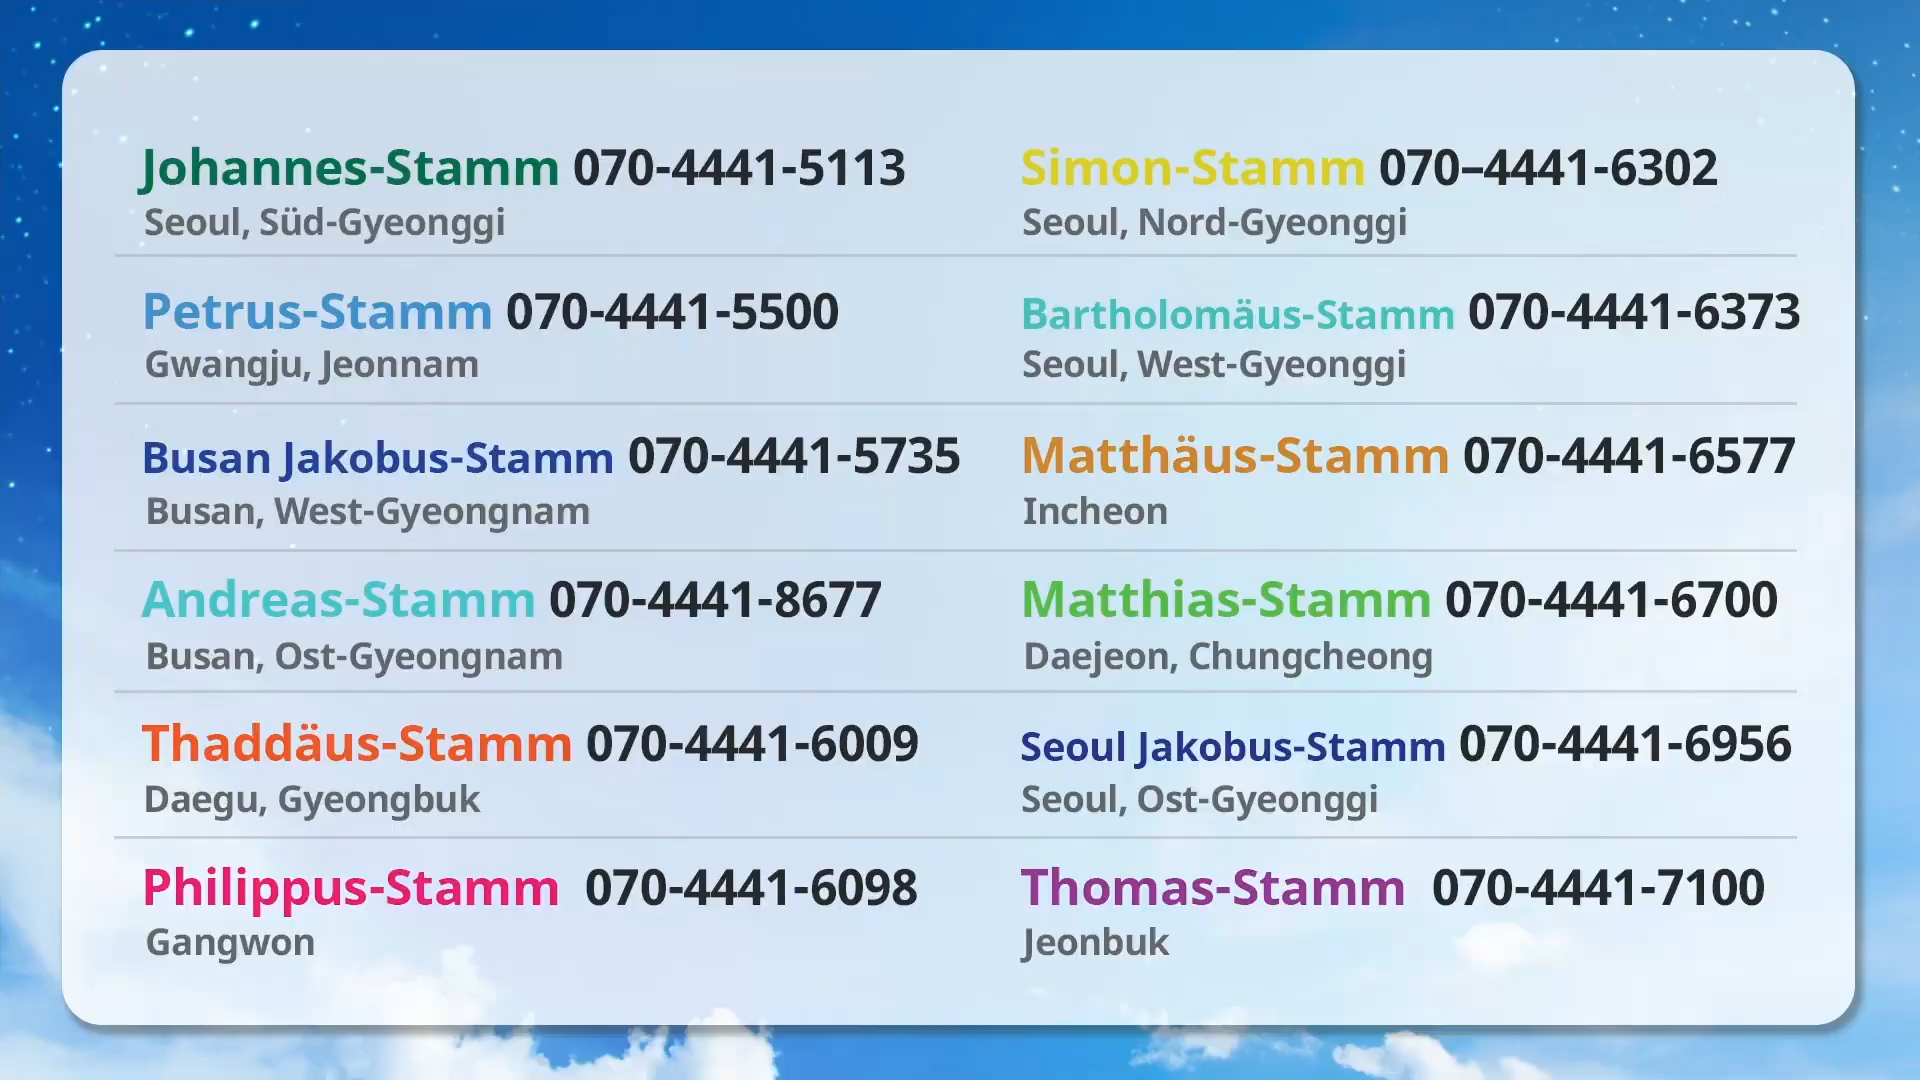 Johannes-Stamm 070-4441-5113
Seoul, Süd-Gyeonggi
Petrus-Stamm 070-4441-5500
Gwangju, Jeonnam
Busan Jakobus-Stamm 070-4441-5735
Busan, West-Gyeongnam
Andreas-Stamm 070-4441-8677
Busan, Ost-Gyeongnam
Thaddäus-Stamm 070-4441-6009
Daegu, Gyeongbuk
Philippus-Stamm 070-4441-6098
Gangwon
Simon-Stamm 070–4441-6302
Seoul, Nord-Gyeonggi
Bartholomäus-Stamm 070-4441-6373
Seoul, West-Gyeonggi
Matthäus-Stamm 070-4441-6577
Incheon
Matthias-Stamm 070-4441-6700
Daejeon, Chungcheong
Seoul Jakobus-Stamm 070-4441-6956
Seoul, Ost-Gyeonggi
Thomas-Stamm 070-4441-7100
Jeonbuk